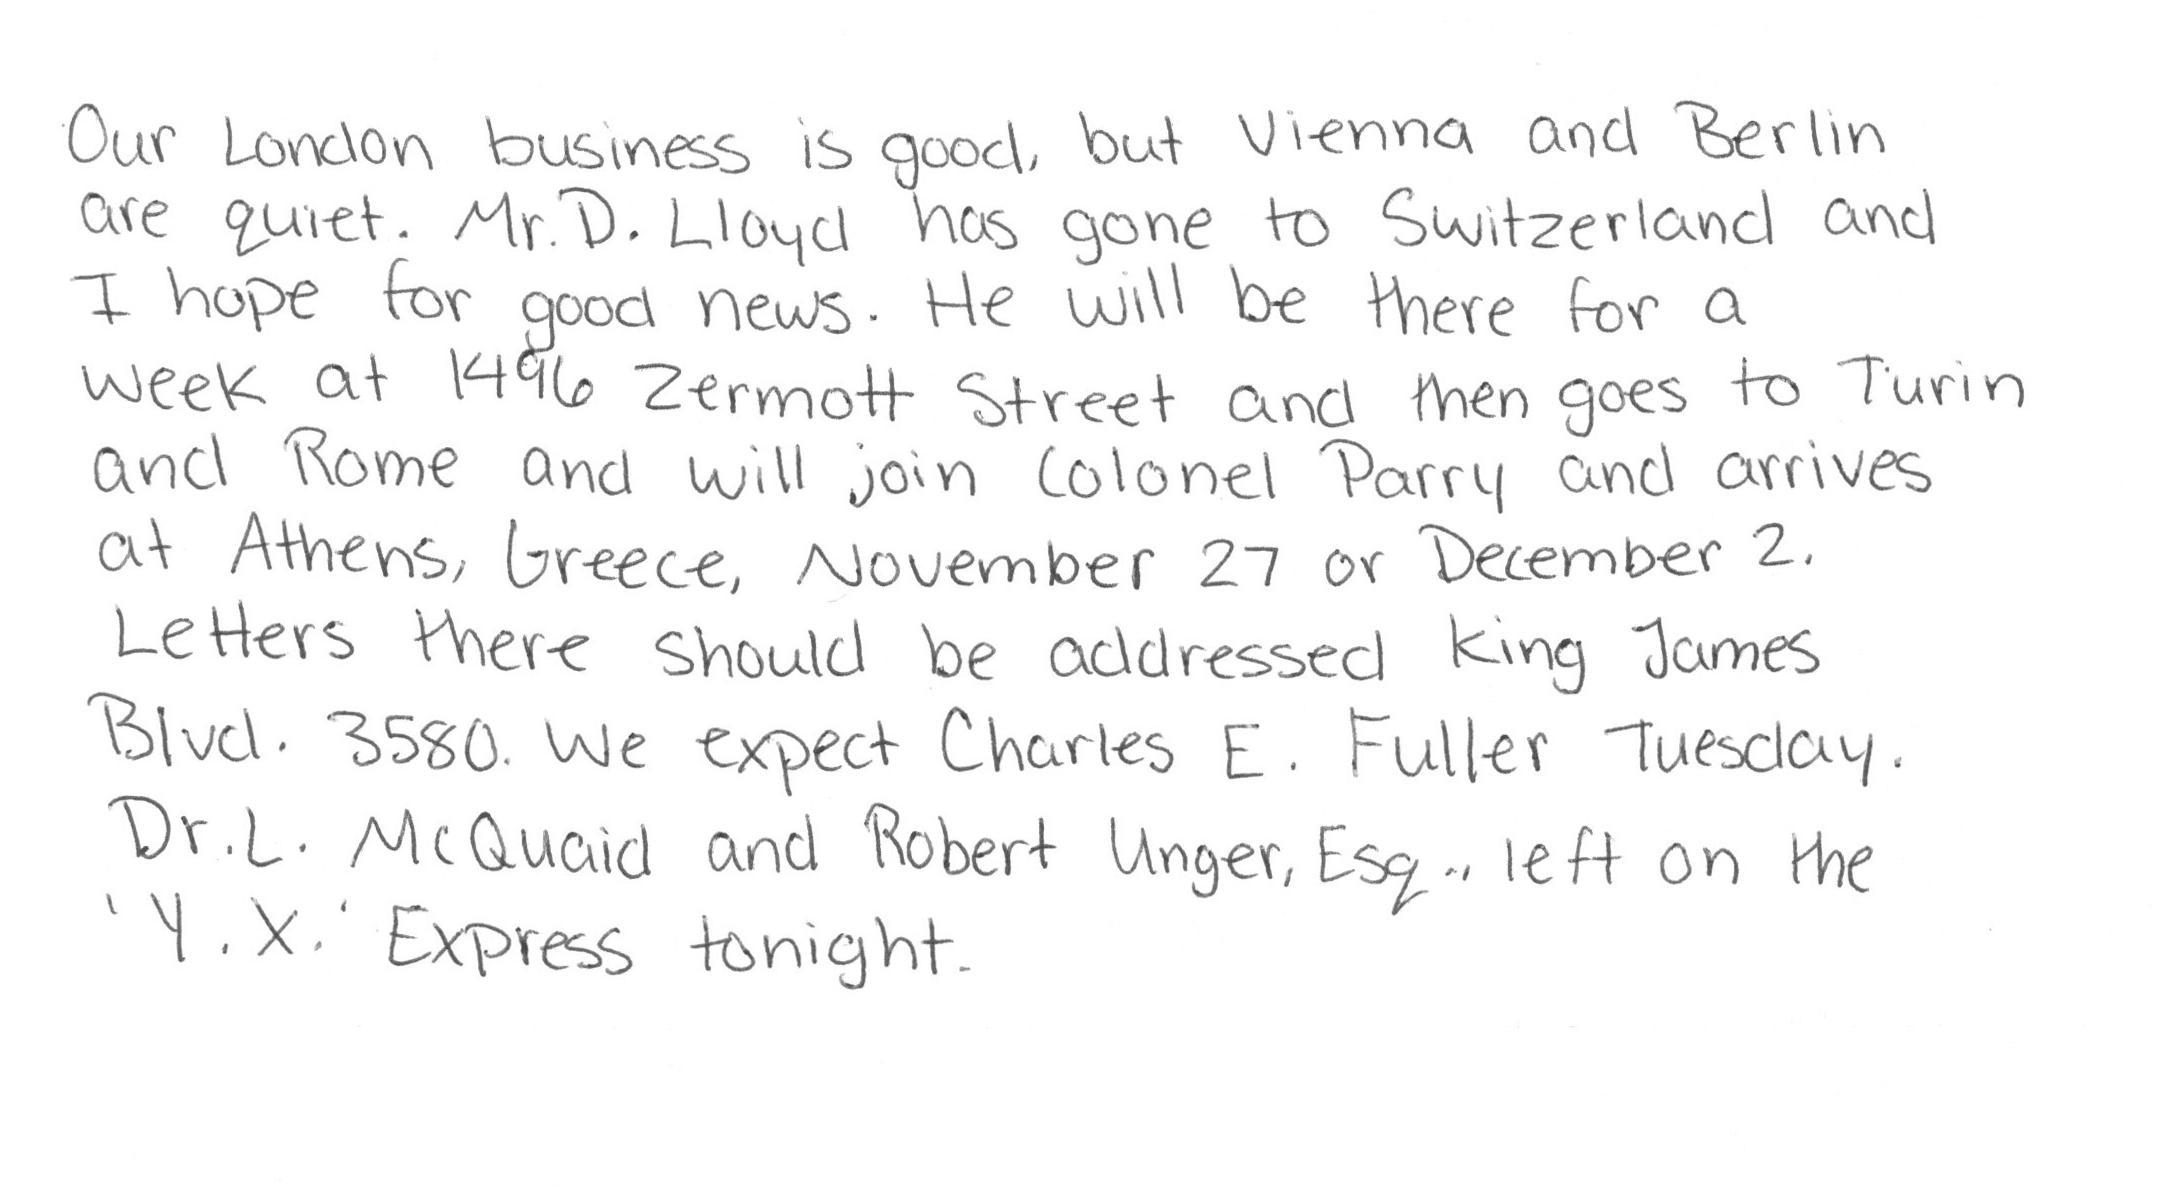 Our London business is good, but Vienna and Berlin
are quiet. Mr. D. Lloyd has gone to Switzerland and
I hope for good news. He will be there for a
week at 1496 Zermott Street and then goes to Turin
and Rome and will join Colonel Parry and arrives
at Athens, Greece, November 27 or December 2.
Letters there should be addressed King James
Blvd. 3580. We expect Charles E. Fuller Tuesday.
Dr. L. McQuaid and Robert Unger, Esq., left on the
'Y. X.' Express tonight.